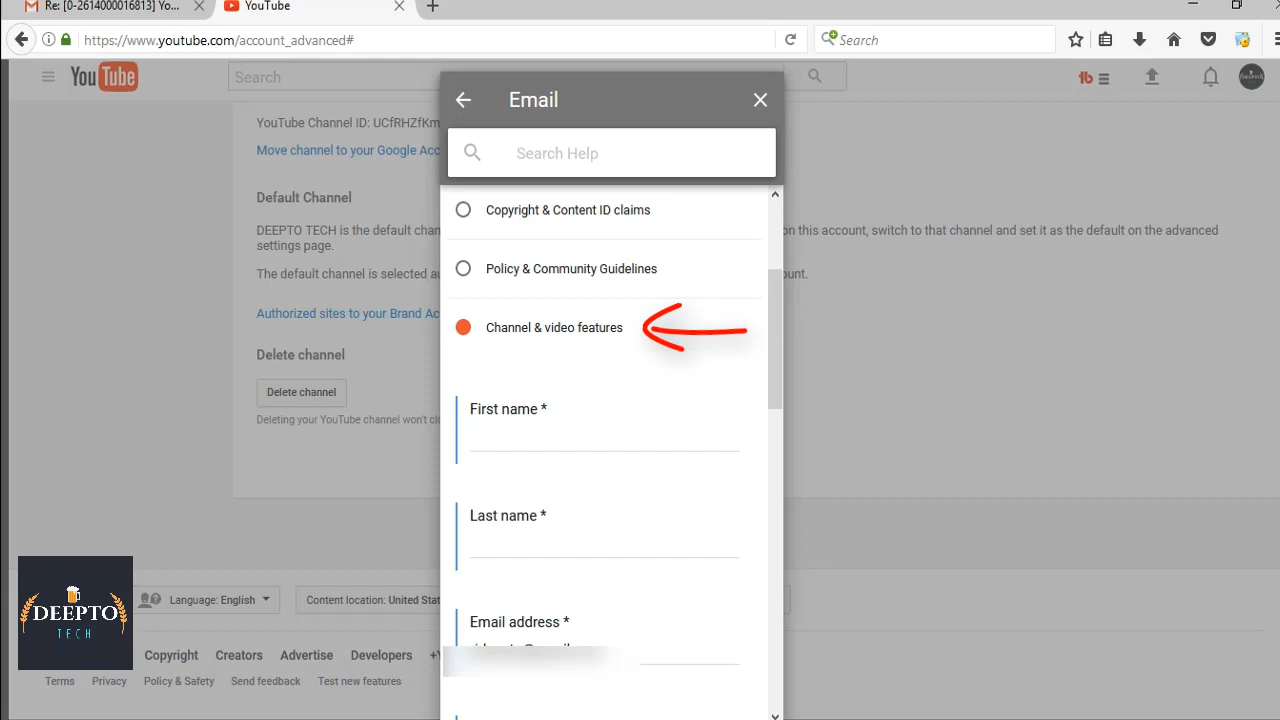 Re: [0-2614000016813] Yo...
YouTube
https://www.youtube.com/account_advanced#
Search
YouTube
Search
Email
Search Help
YouTube Channel ID: UCfRHZfKm
Move channel to your Google Acc
Default Channel
DEEPTO TECH is the default chan
on this account, switch to that channel and set it as the default on the advanced
settings page.
The default channel is selected au
ount.
Authorized sites to your Brand Ac
Delete channel
Delete channel
Deleting your YouTube channel won't cl
Copyright & Content ID claims
Policy & Community Guidelines
Channel & video features
First name *
Last name *
Email address *
DEEPTO
TECH
Language: English
Content location: United Stat
Copyright Creators Advertise Developers +Y
Terms Privacy Policy & Safety Send feedback Test new features